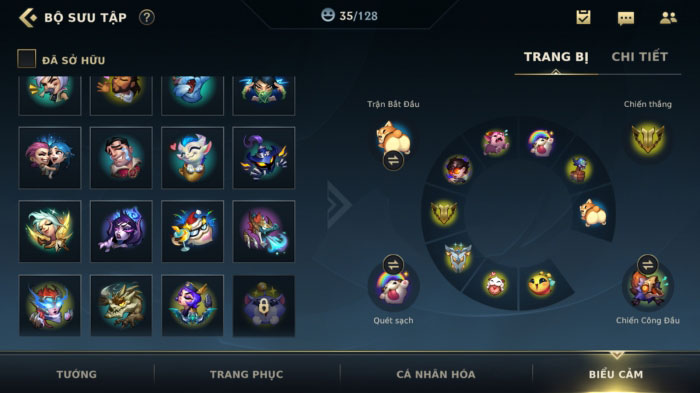 BỘ SƯU TẬP ?
35/128
ĐÃ SỞ HỮU
TRANG BỊ
CHI TIẾT
Trận Bắt Đầu
Chiến thắng
Quét sạch
Chiến Công Đầu
TƯỚNG
TRANG PHỤC
CÁ NHÂN HÓA
BIỂU CẢM